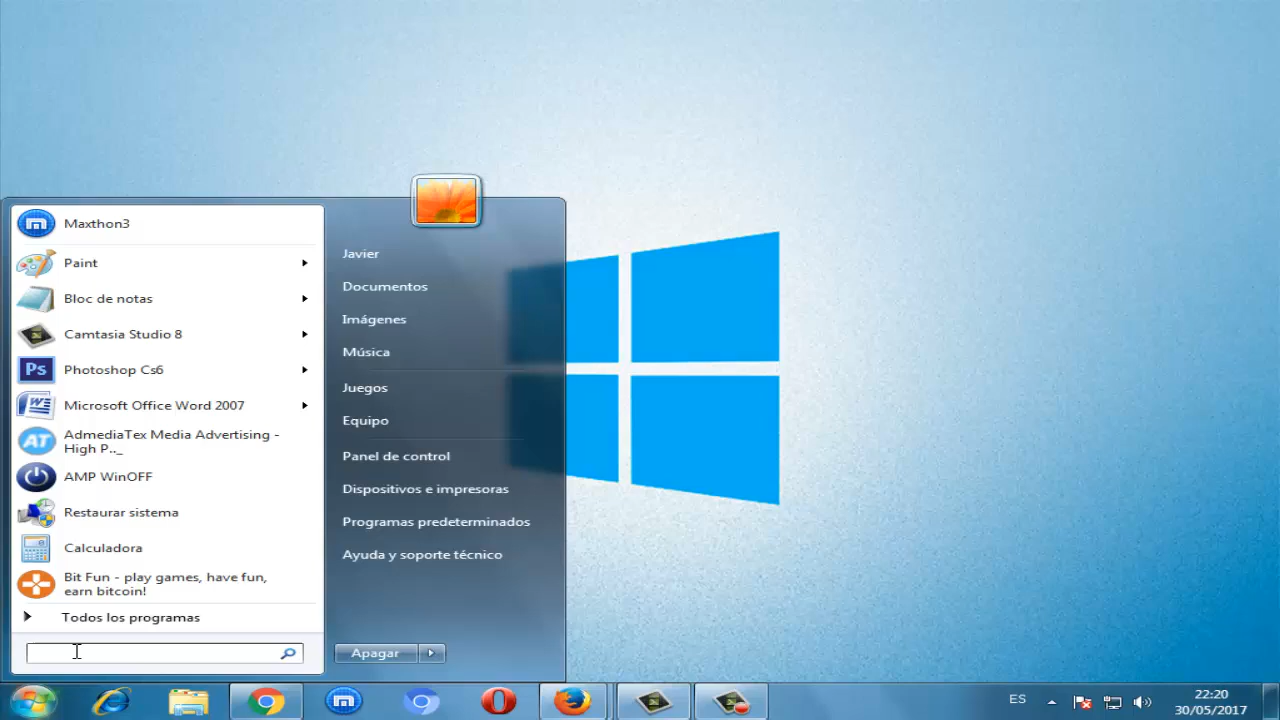 Maxthon3
Paint
Bloc de notas
Camtasia Studio 8
Ps
Photoshop Cs6
Microsoft Office Word 2007
AT
AdmediaTex Media Advertising -
High P.._
AMP WinOFF
Restaurar sistema
Calculadora
Bit Fun - play games, have fun,
earn bitcoin!
Todos los programas
Javier
Documentos
Imágenes
Música
Juegos
Equipo
Panel de control
Dispositivos e impresoras
Programas predeterminados
Ayuda y soporte técnico
Apagar
ES
22:20
30/05/2017